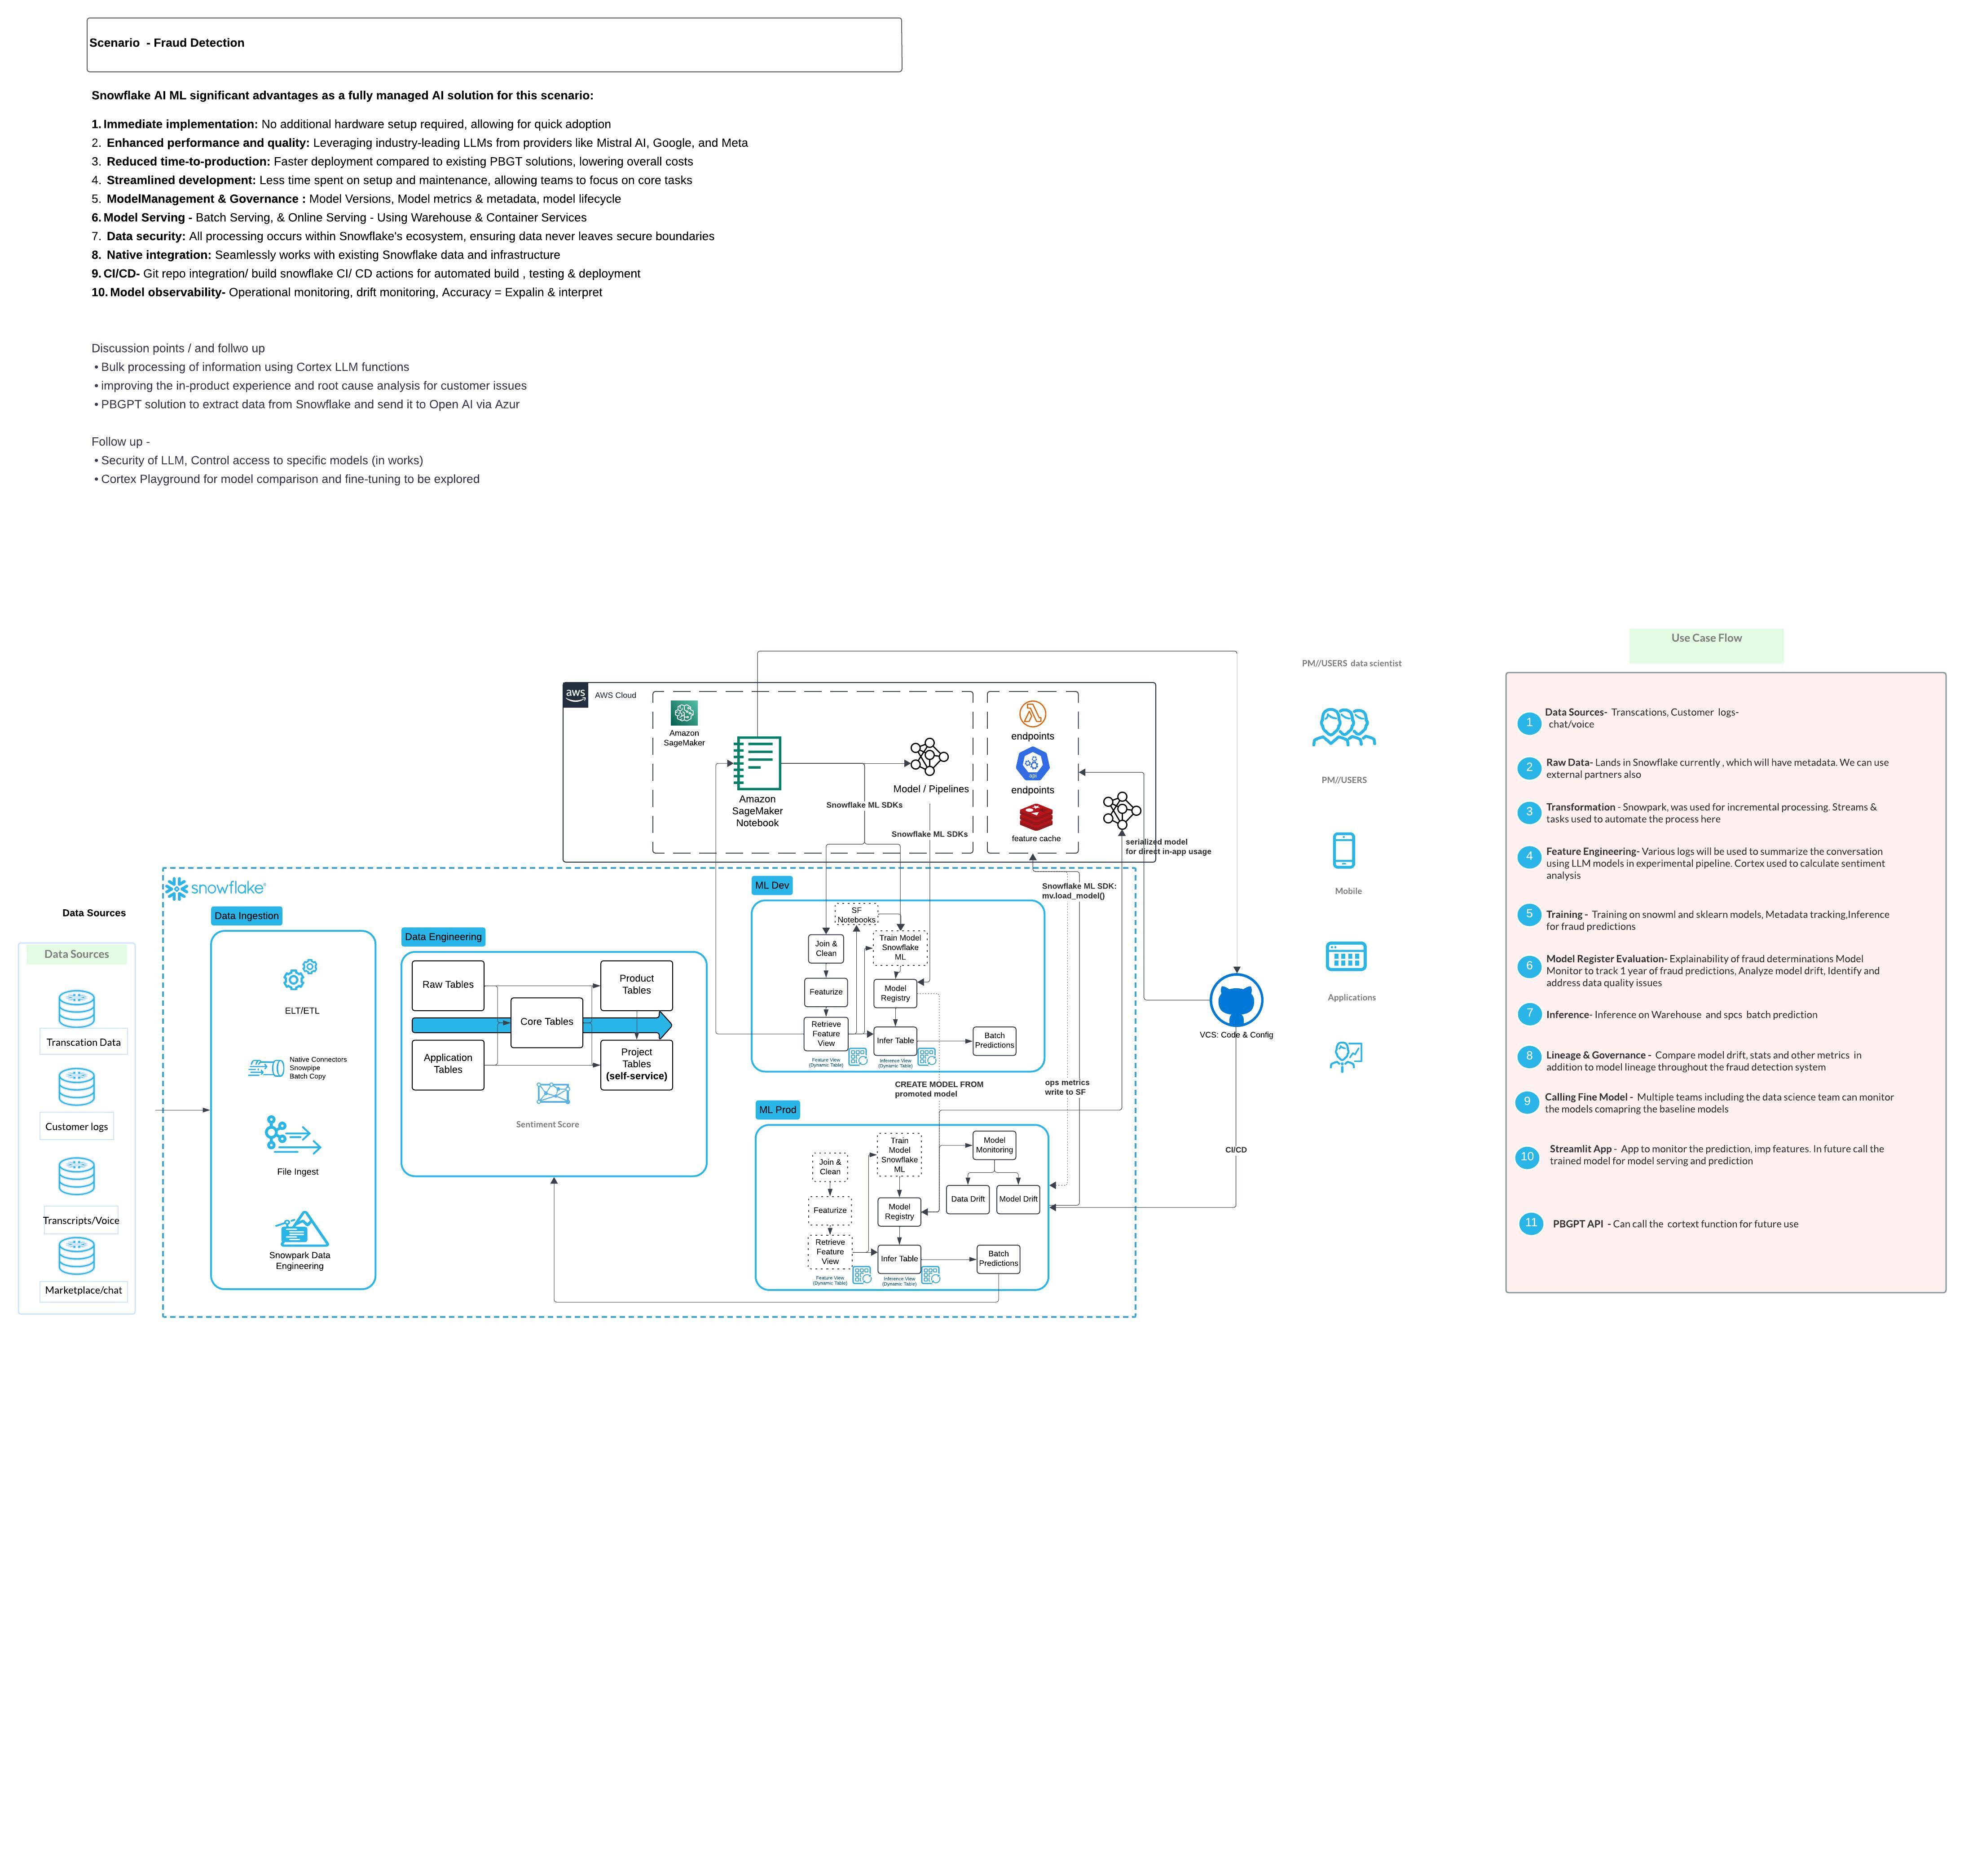 Scenario  - Fraud Detection
Snowflake AI ML significant advantages as a fully managed AI solution for this scenario:
1. Immediate implementation: No additional hardware setup required, allowing for quick adoption
2. Enhanced performance and quality: Leveraging industry-leading LLMs from providers like Mistral AI, Google, and Meta
3. Reduced time-to-production: Faster deployment compared to existing PBGT solutions, lowering overall costs
4. Streamlined development: Less time spent on setup and maintenance, allowing teams to focus on core tasks
5. ModelManagement & Governance : Model Versions, Model metrics & metadata, model lifecycle
6. Model Serving - Batch Serving, & Online Serving - Using Warehouse & Container Services
7. Data security: All processing occurs within Snowflake's ecosystem, ensuring data never leaves secure boundaries
8. Native integration: Seamlessly works with existing Snowflake data and infrastructure
9. CI/CD- Git repo integration/ build snowflake CI/ CD actions for automated build , testing & deployment
10. Model observability- Operational monitoring, drift monitoring, Accuracy = Expalin & interpret
Discussion points / and follwo up
• Bulk processing of information using Cortex LLM functions
• improving the in-product experience and root cause analysis for customer issues
• PBGPT solution to extract data from Snowflake and send it to Open AI via Azur
Follow up -
• Security of LLM, Control access to specific models (in works)
• Cortex Playground for model comparison and fine-tuning to be explored
Data Sources
Data Sources
Transcation Data
Customer logs
Transcripts/Voice
Marketplace/chat
snowflake®
Data Ingestion
ELT/ETL
Native Connectors
Snowpipe
Batch Copy
File Ingest
Snowpark Data
Engineering
Data Engineering
Raw Tables
Product
Tables
Core Tables
Application
Tables
Project
Tables
(self-service)
Sentiment Score
aws
AWS Cloud
Amazon
SageMaker
Amazon
SageMaker
Notebook
Model / Pipelines
Snowflake ML SDKs
Snowflake ML SDKs
endpoints
api
endpoints
feature cache
serialized model
for direct in-app usage
Snowflake ML SDK:
mv.load_model()
ML Dev
SF
Notebooks
Join &
Clean
Train Model
Snowflake
ML
Featurize
Model
Registry
Retrieve
Feature
View
Infer Table
Batch
Predictions
Feature View
(Dynamic Table)
Inference View
(Dynamic Table)
CREATE MODEL FROM
promoted model
ops metrics
write to SF
ML Prod
Train
Model
Snowflake
ML
Model
Monitoring
Join &
Clean
Data Drift
Model Drift
Featurize
Model
Registry
Retrieve
Feature
View
Infer Table
Batch
Predictions
Feature View
(Dynamic Table)
Inference View
(Dynamic Table)
VCS: Code & Config
CI/CD
PM//USERS  data scientist
PM//USERS
Mobile
Applications
Use Case Flow
1 Data Sources-  Transcations, Customer  logs-
chat/voice
2 Raw Data- Lands in Snowflake currently , which will have metadata. We can use
external partners also
3 Transformation - Snowpark, was used for incremental processing. Streams &
tasks used to automate the process here
4 Feature Engineering- Various logs will be used to summarize the conversation
using LLM models in experimental pipeline. Cortex used to calculate sentiment
analysis
5 Training -  Training on snowml and sklearn models, Metadata tracking,Inference
for fraud predictions
6 Model Register Evaluation- Explainability of fraud determinations Model
Monitor to track 1 year of fraud predictions, Analyze model drift, Identify and
address data quality issues
7 Inference- Inference on Warehouse  and spcs  batch prediction
8 Lineage & Governance -  Compare model drift, stats and other metrics  in
addition to model lineage throughout the fraud detection system
9 Calling Fine Model -  Multiple teams including the data science team can monitor
the models comapring the baseline models
10 Streamlit App -  App to monitor the prediction, imp features. In future call the
trained model for model serving and prediction
11 PBGPT API  - Can call the  cortext function for future use